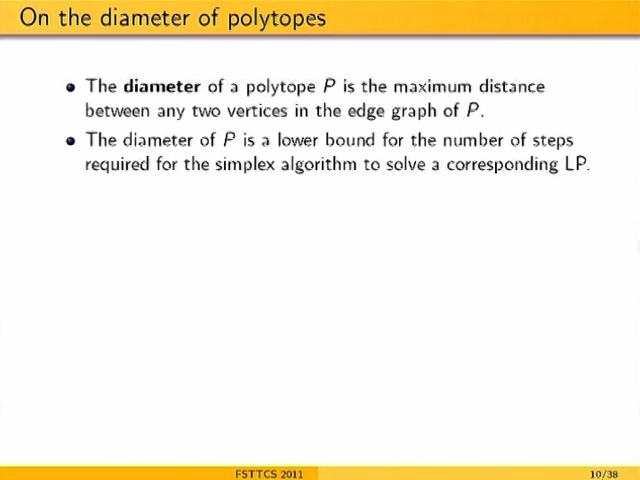 On the diameter of polytopes
The diameter of a polytope P is the maximum distance
between any two vertices in the edge graph of P.
The diameter of P is a lower bound for the number of steps
required for the simplex algorithm to solve a corresponding LP.
FSTTCS 2011
10/38